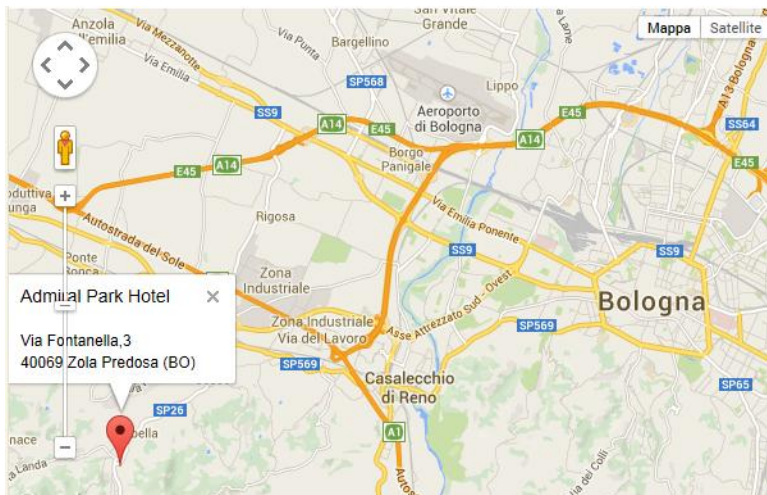 Anzola
Via Mezzanotte
Via Emilia
Via Punta
Bargellino
San Vitale
Grande
Mappa
Satellite
Lippo
SP568
Aeroporto
di Bologna
A13 Bologna
SS9
A14
E45
E45
A14
SS64
E45
A14
E45
Borgo
Panigale
Rigosa
Autostrada del Sole
Via Emilia Ponente
SS9
SS9
Ponte
Zona
Industriale
Admiral Park Hotel
Via Fontanella,3
40069 Zola Predosa (BO)
Zona Industriale
Via del Lavoro
Asse Attrezzato Sud - Ovest
Bologna
SP569
SP569
Casalecchio
di Reno
SP65
SP26
A1